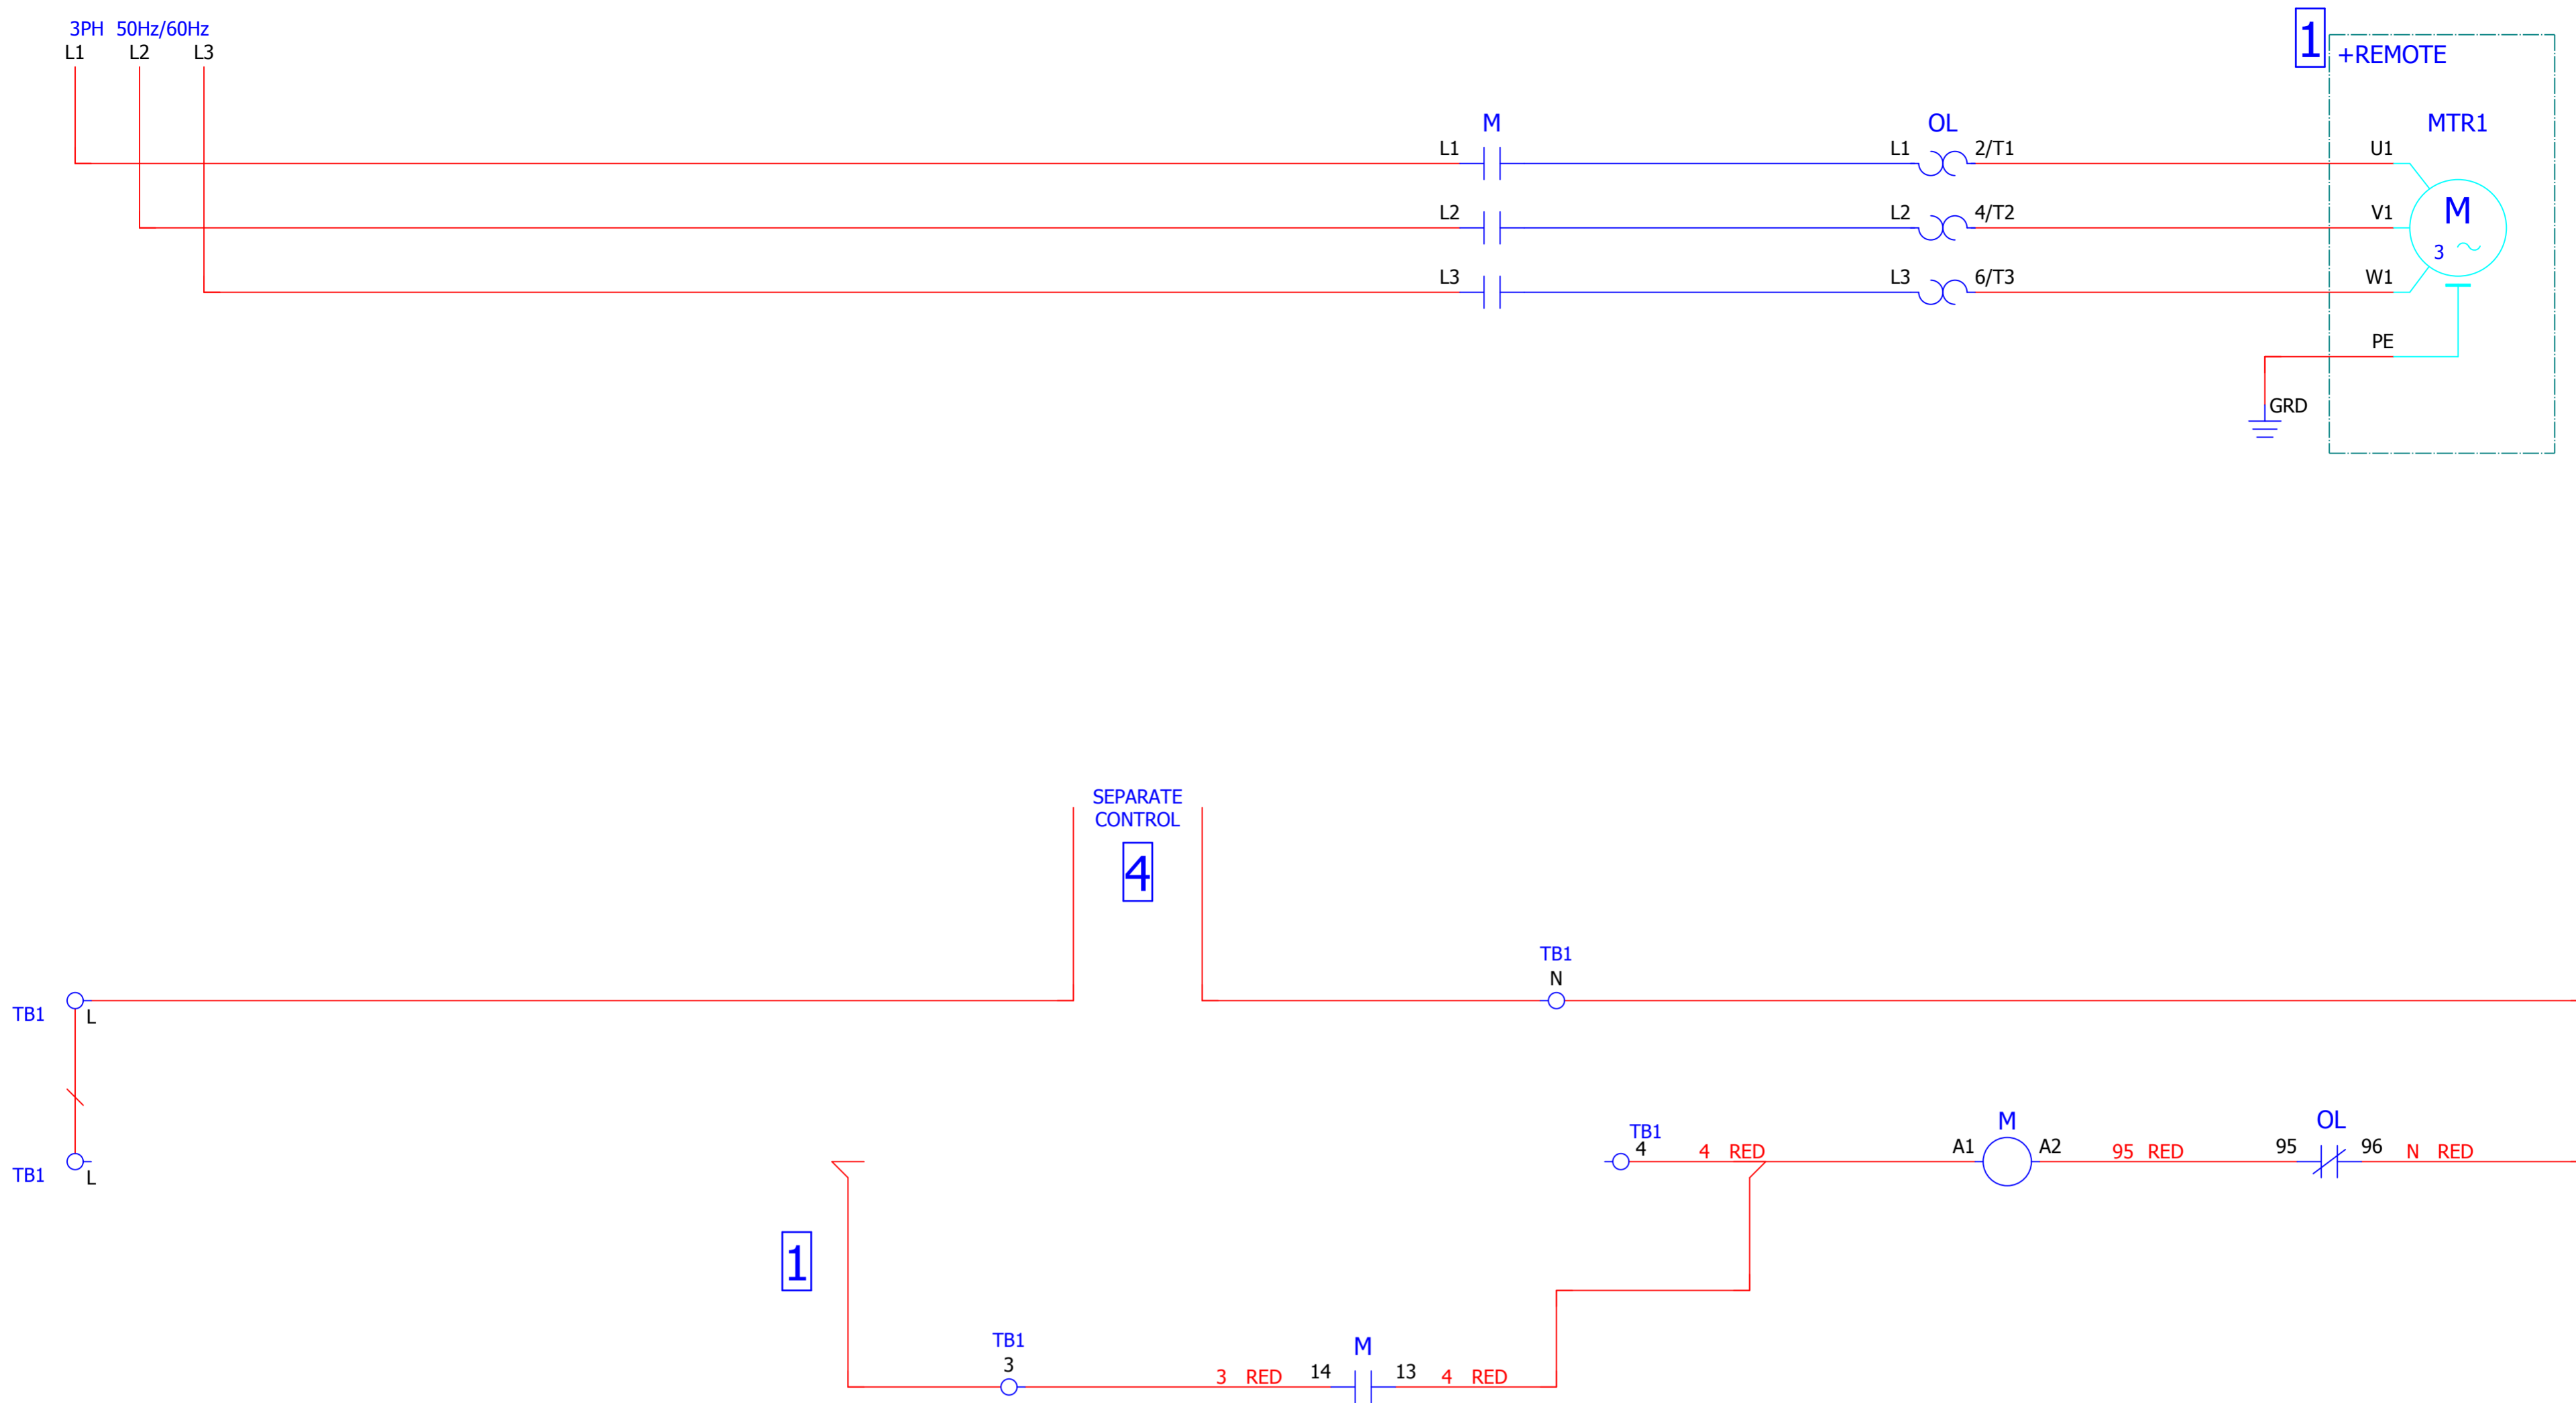 3PH 50Hz/60Hz
L1 L2 L3
1
+REMOTE
M OL MTR1
L1 L1 2/T1 U1
L2 L2 4/T2 V1
M
3
L3 L3 6/T3 W1
PE
GRD
SEPARATE
CONTROL
4
TB1
N
TB1 L
TB1
4 4 RED
M
A1 A2 95 RED
OL
95 96 N RED
TB1 L
1
TB1
3
3 RED
M
14 13 4 RED